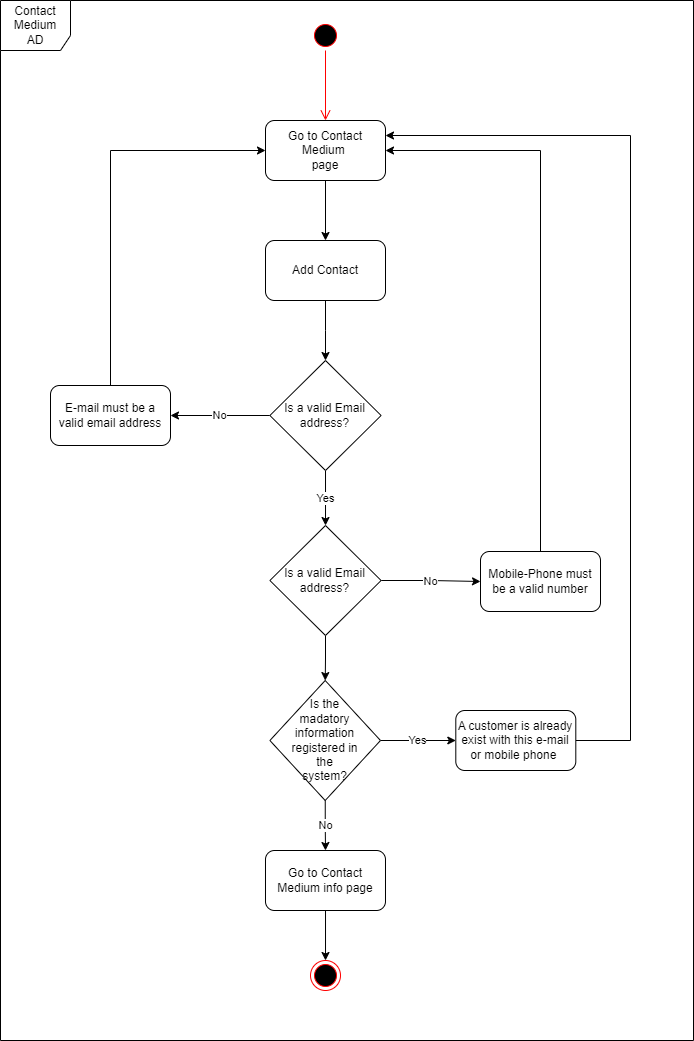 Contact
Medium
AD
Go to Contact
Medium
page
Add Contact
Is a valid Email
address?
No
E-mail must be a
valid email address
Yes
Is a valid Email
address?
No
Mobile-Phone must
be a valid number
Is the
madatory
information
registered in
the
system?
Yes
A customer is already
exist with this e-mail
or mobile phone
No
Go to Contact
Medium info page